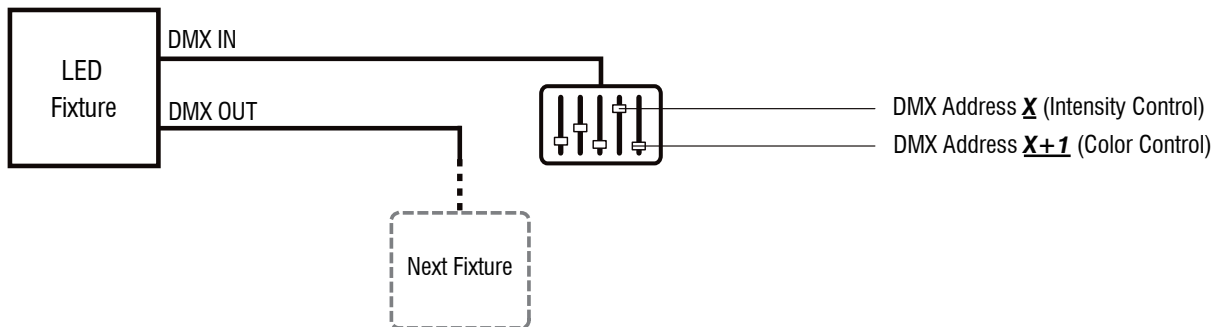 LED
Fixture
DMX IN
DMX OUT
DMX Address X (Intensity Control)
DMX Address X+1 (Color Control)
Next Fixture